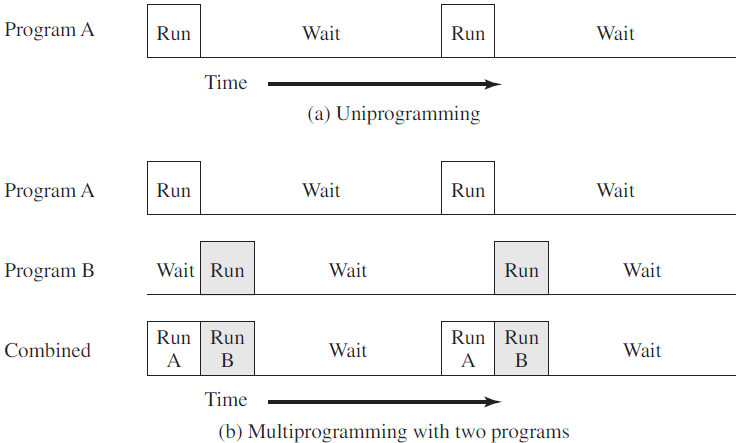 Program A Run Wait Run Wait
Time
(a) Uniprogramming
Program A Run Wait Run Wait
Program B Wait Run Wait Run Wait
Combined Run A Run B Wait Run A Run B Wait
Time
(b) Multiprogramming with two programs